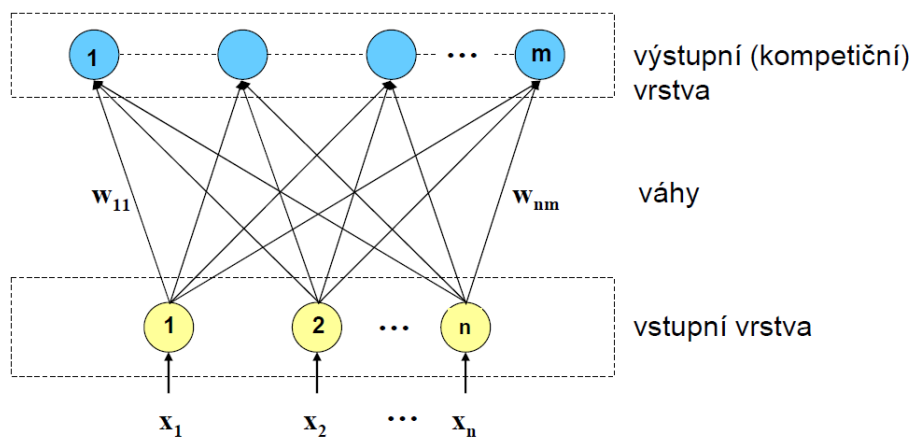 1 ... m
výstupní (kompetiční)
vrstva
w11 wnm
váhy
1 2 ... n
vstupní vrstva
x1 x2 ... xn